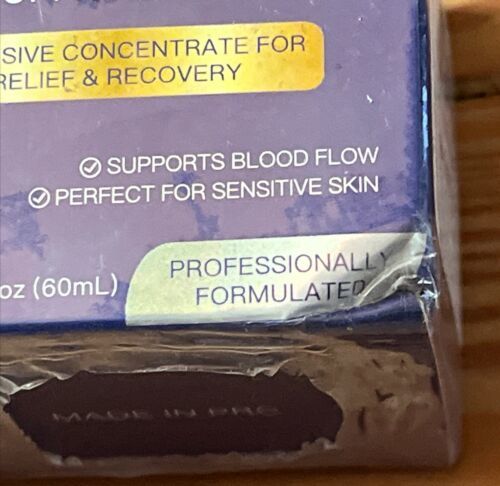 SIVE CONCENTRATE FOR
RELIEF & RECOVERY
SUPPORTS BLOOD FLOW
PERFECT FOR SENSITIVE SKIN
oz (60mL)
PROFESSIONALLY
FORMULATED
MADE IN PRC